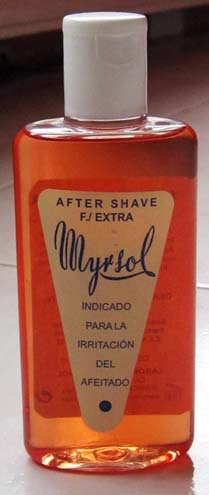 AFTER SHAVE
F./ EXTRA
Myrsol
INDICADO
PARA LA
IRRITACIÓN
DEL
AFEITADO